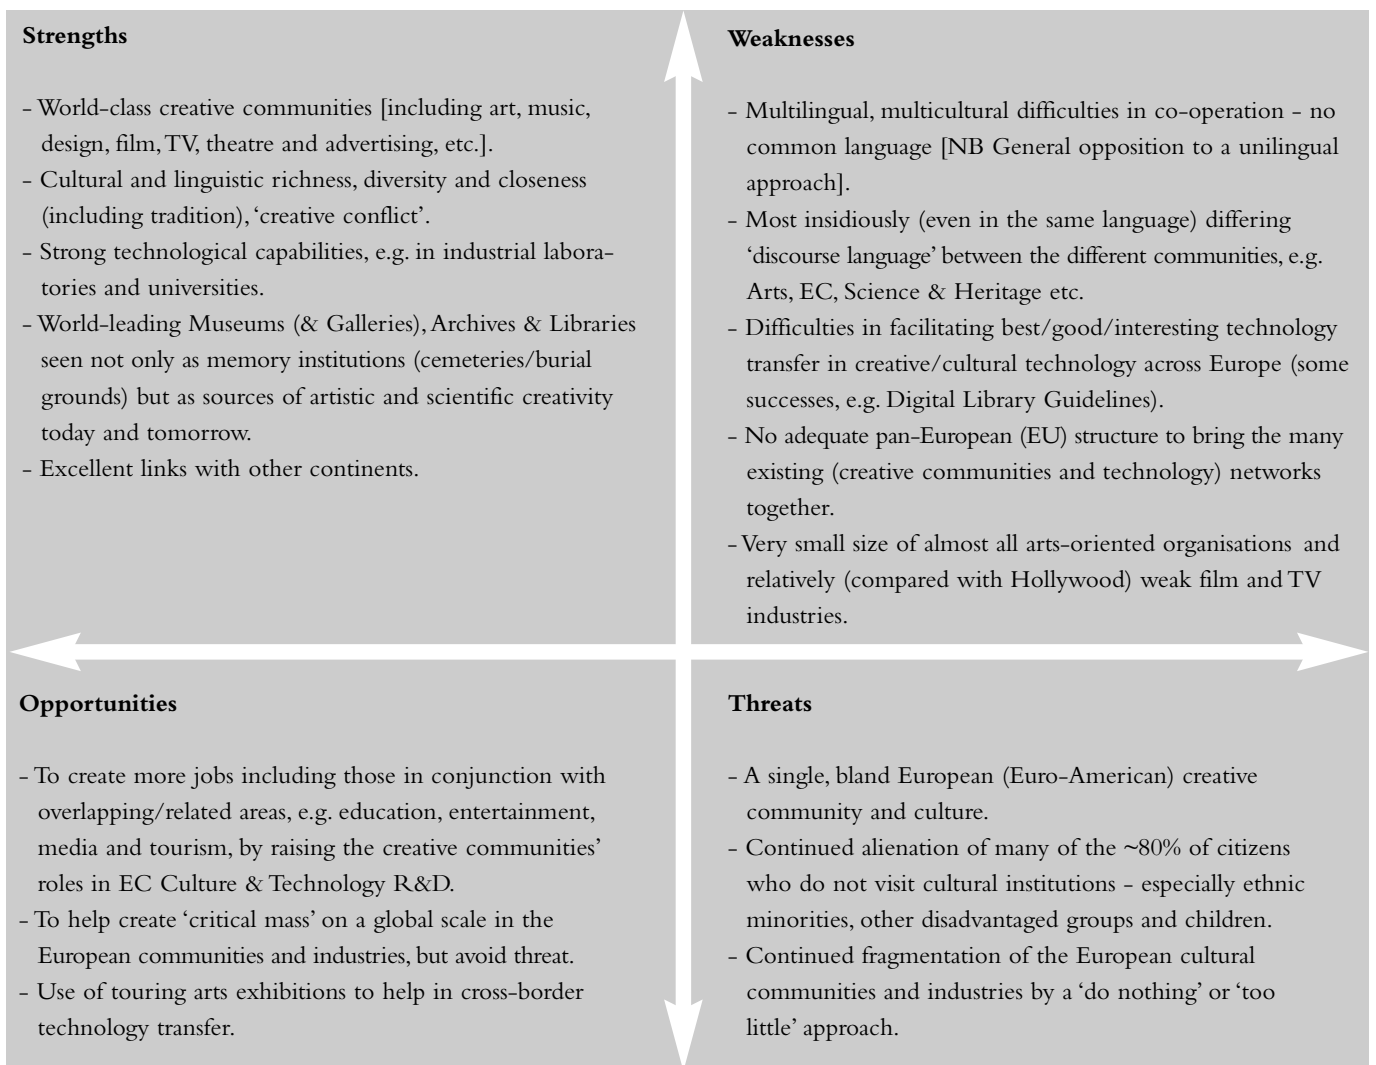 Strengths
- World-class creative communities [including art, music,
design, film, TV, theatre and advertising, etc.].
- Cultural and linguistic richness, diversity and closeness
(including tradition), ‘creative conflict’.
- Strong technological capabilities, e.g. in industrial labora-
tories and universities.
- World-leading Museums (& Galleries), Archives & Libraries
seen not only as memory institutions (cemeteries/burial
grounds) but as sources of artistic and scientific creativity
today and tomorrow.
- Excellent links with other continents.
Weaknesses
- Multilingual, multicultural difficulties in co-operation - no
common language [NB General opposition to a unilingual
approach].
- Most insidiously (even in the same language) differing
‘discourse language’ between the different communities, e.g.
Arts, EC, Science & Heritage etc.
- Difficulties in facilitating best/good/interesting technology
transfer in creative/cultural technology across Europe (some
successes, e.g. Digital Library Guidelines).
- No adequate pan-European (EU) structure to bring the many
existing (creative communities and technology) networks
together.
- Very small size of almost all arts-oriented organisations and
relatively (compared with Hollywood) weak film and TV
industries.
Opportunities
- To create more jobs including those in conjunction with
overlapping/related areas, e.g. education, entertainment,
media and tourism, by raising the creative communities’
roles in EC Culture & Technology R&D.
- To help create ‘critical mass’ on a global scale in the
European communities and industries, but avoid threat.
- Use of touring arts exhibitions to help in cross-border
technology transfer.
Threats
- A single, bland European (Euro-American) creative
community and culture.
- Continued alienation of many of the ~80% of citizens
who do not visit cultural institutions - especially ethnic
minorities, other disadvantaged groups and children.
- Continued fragmentation of the European cultural
communities and industries by a ‘do nothing’ or ‘too
little’ approach.